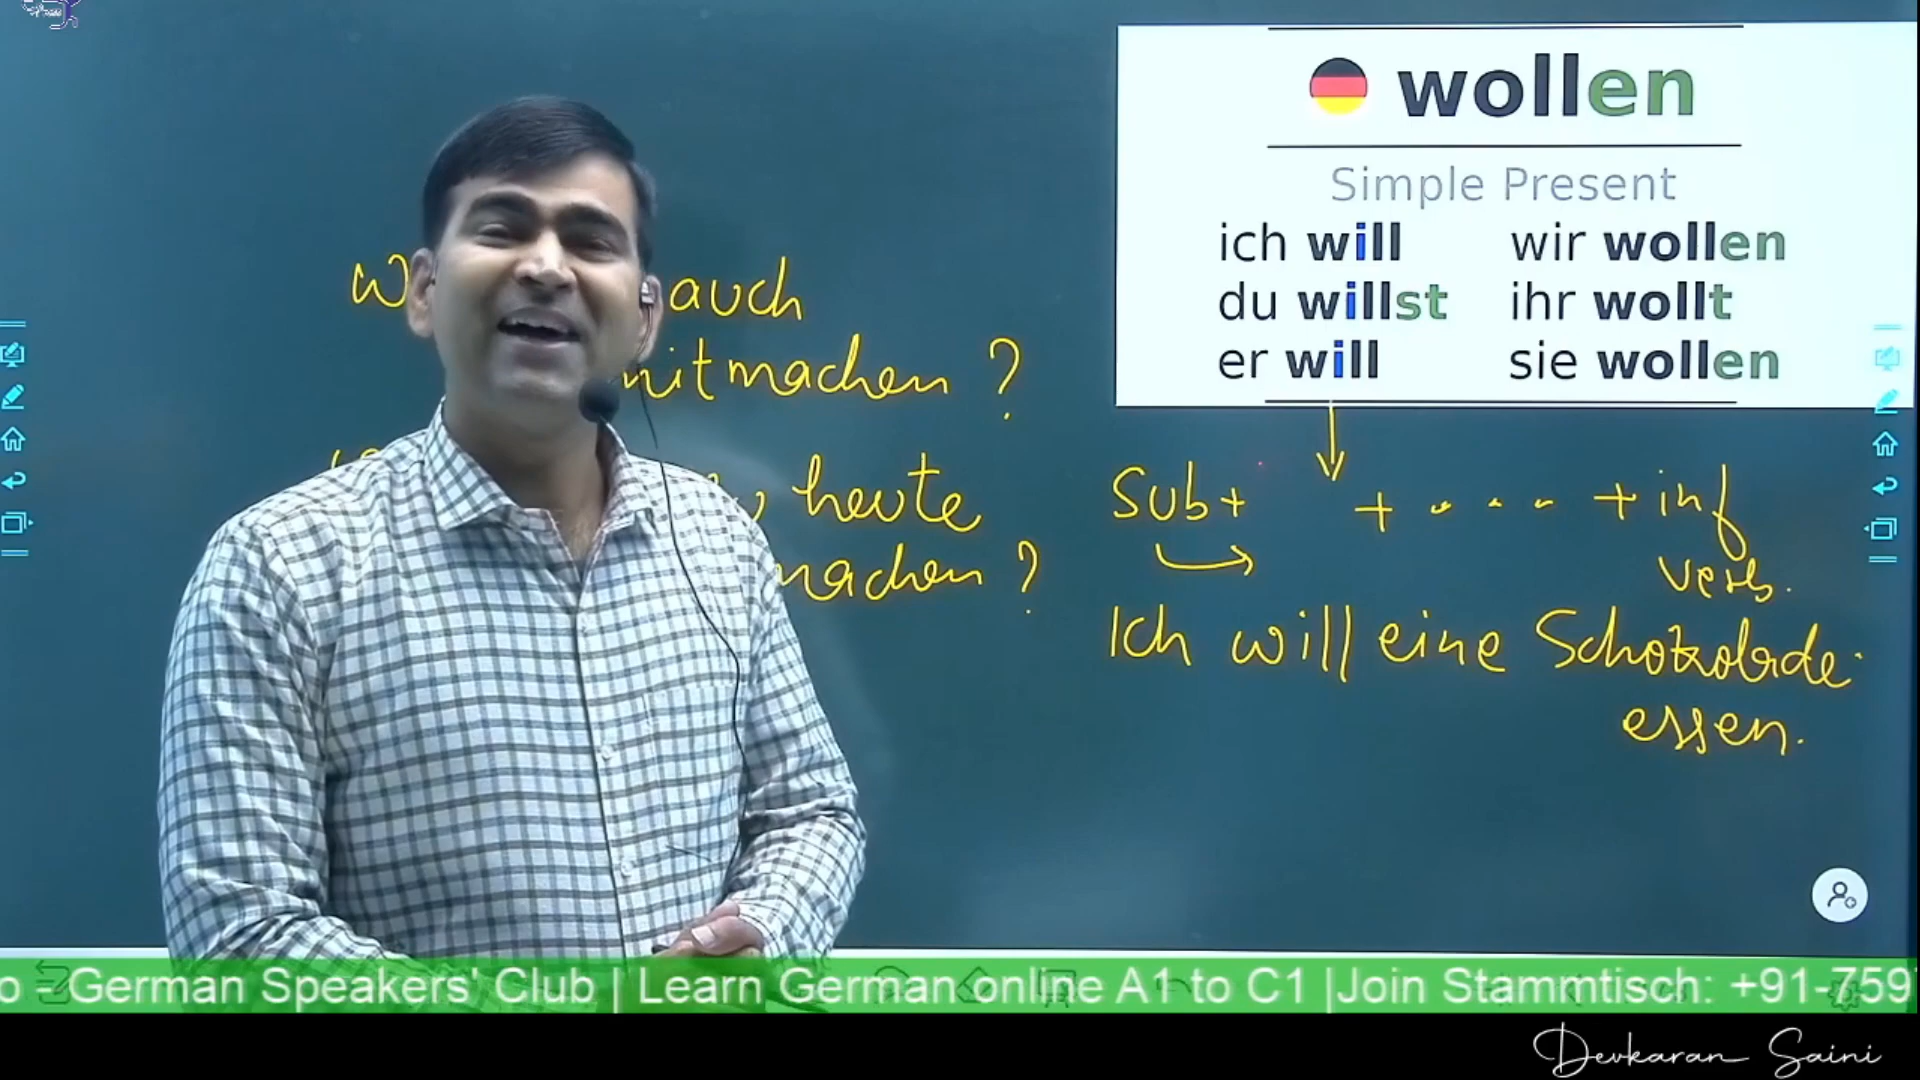 wollen
Simple Present
ich will wir wollen
du willst ihr wollt
er will sie wollen
auch
mitmachen ?
heute
machen ?
Sub + + .... + inf
verb.
Ich will eine Schokolade
essen.
German Speakers' Club | Learn German online A1 to C1 |Join Stammtisch: +91-759
Devkaran Saini